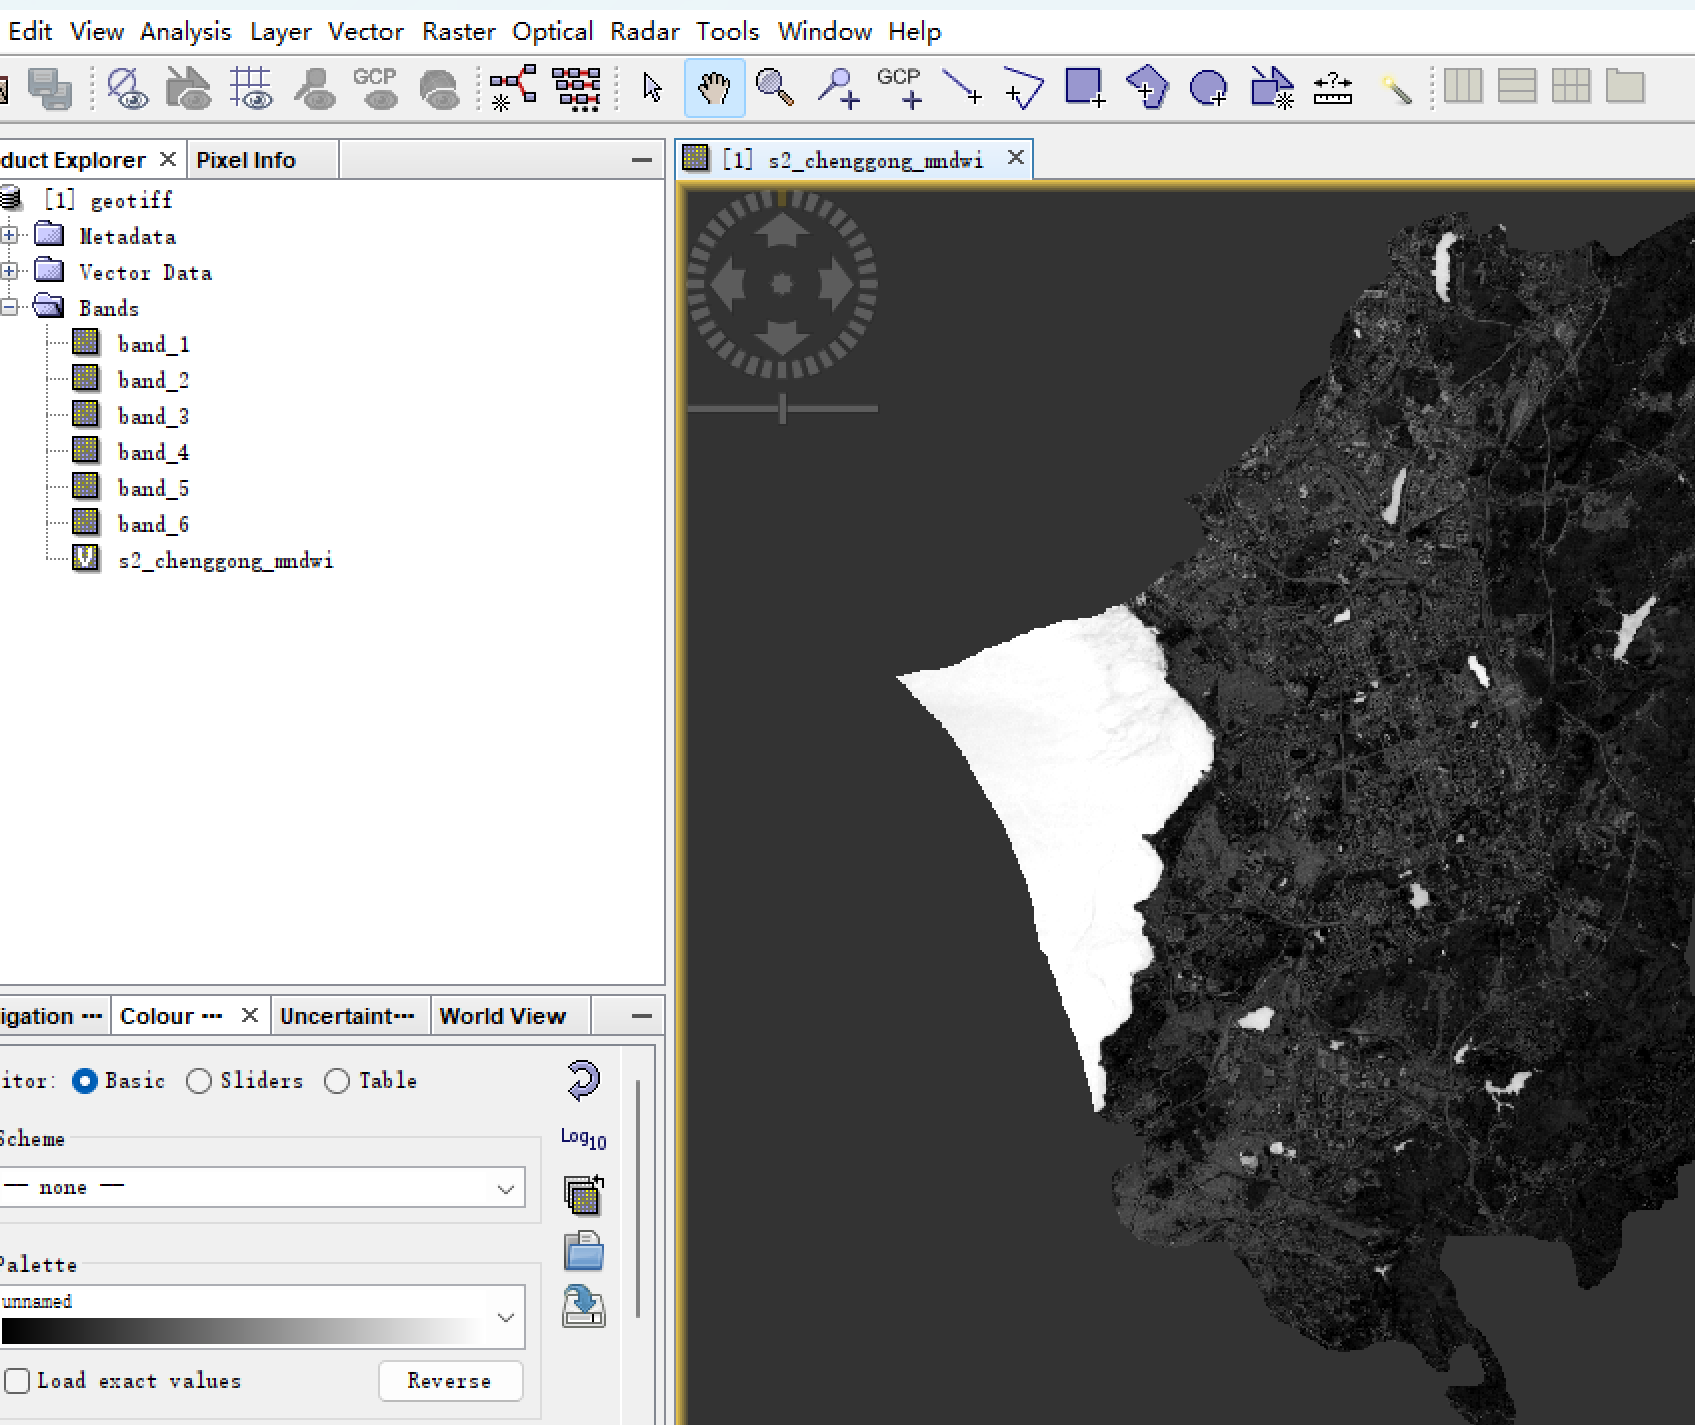 Edit View Analysis Layer Vector Raster Optical Radar Tools Window Help
GCP GCP
duct Explorer Pixel Info
[1] s2_chenggong_mndwi
[1] geotiff
Metadata
Vector Data
Bands
band_1
band_2
band_3
band_4
band_5
band_6
s2_chenggong_mndwi
igation ··· Colour ··· Uncertaint··· World View
itor: Basic Sliders Table
Scheme
Log10
— none —
Palette
unnamed
Load exact values Reverse